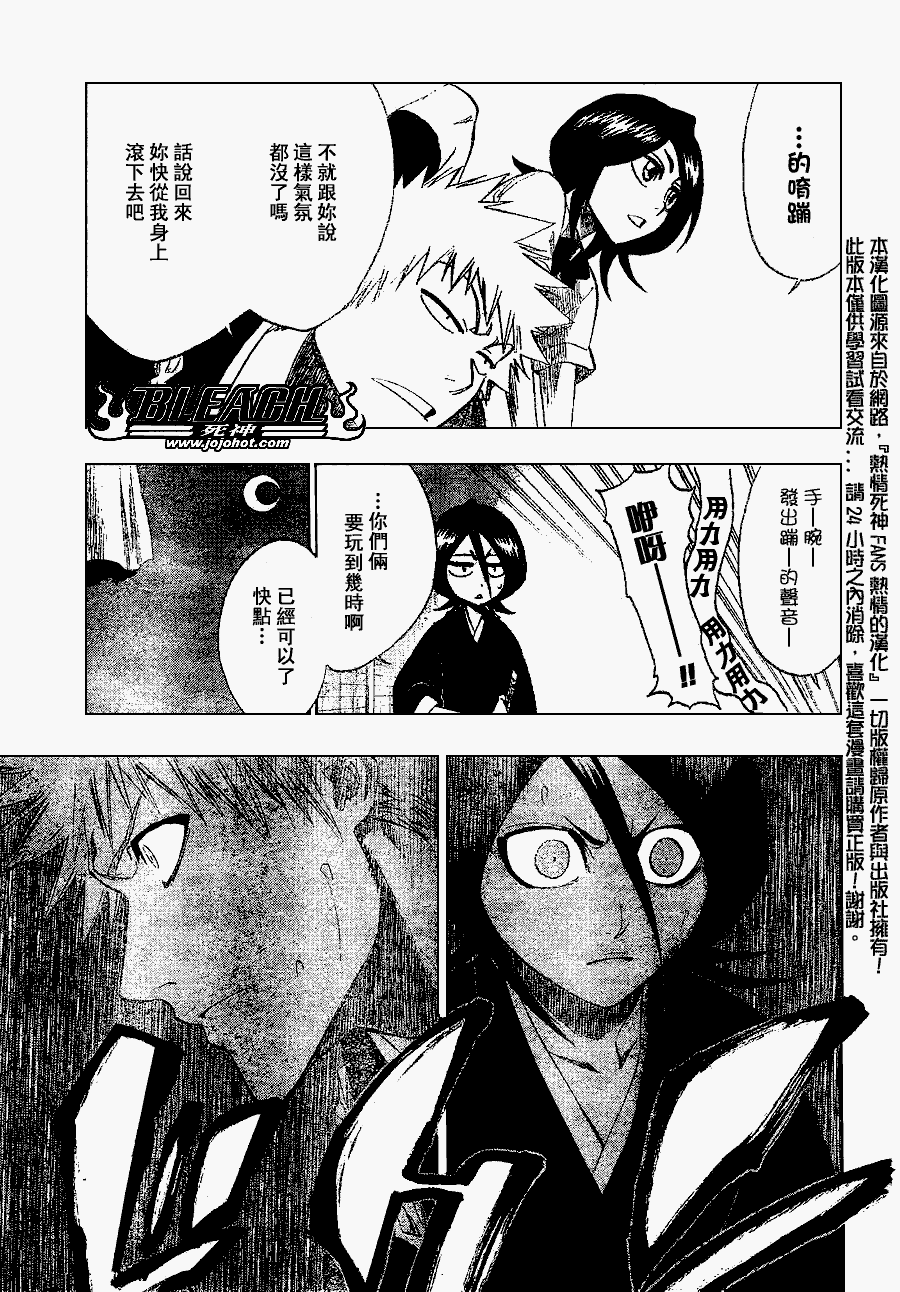 …的唷蹦
不就跟妳說
這樣氣氛
都沒了嗎
話說回來
妳快從我身上
滾下去吧
BLEACH
死神
www.jojohot.com
手—腕—
發出蹦—的聲音—
用力用力
用力用力
咿呀——!!
…你們倆
要玩到幾時啊
已經可以了
快點…
本漢化圖源來自於網路，『熱情死神 FANS 熱情的漢化』一切版權歸原作者與出版社擁有！
此版本僅供學習試看交流... 請 24 小時之內消除，喜歡這套漫畫請購買正版！謝謝。